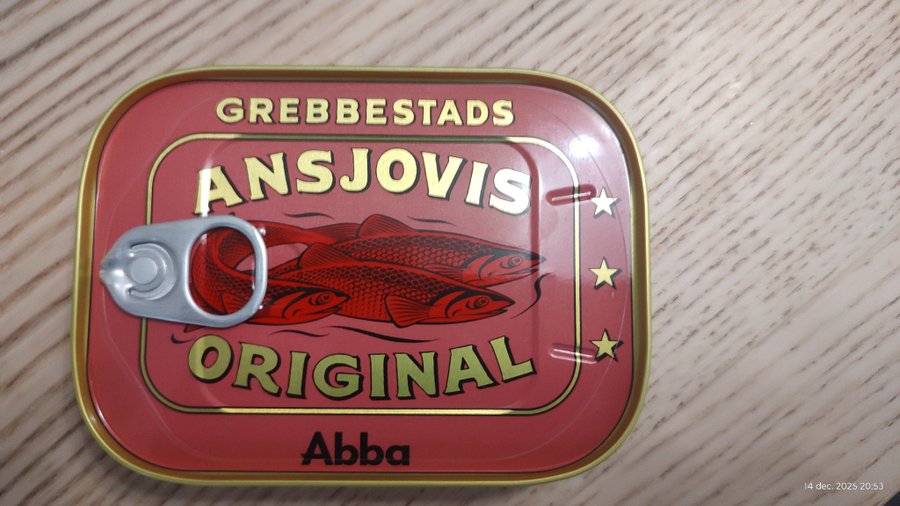 GREBBESTADS
ANSJOVIS
ORIGINAL
Abba
14 dec. 2025 20:53